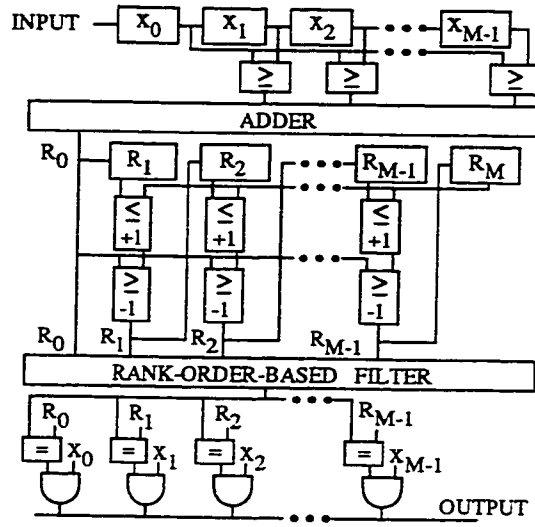 INPUT X0 X1 X2 ••• XM-1
≥ ≥ ≥
ADDER
R0 R1 R2 ••• RM-1 RM
≤ ≤ ≤
+1 +1 +1
≥ ≥ ≥
-1 -1 -1
R0 R1 R2 RM-1
RANK-ORDER-BASED FILTER
R0 R1 R2 ••• RM-1
= X0 = X1 = X2 = XM-1
••• OUTPUT